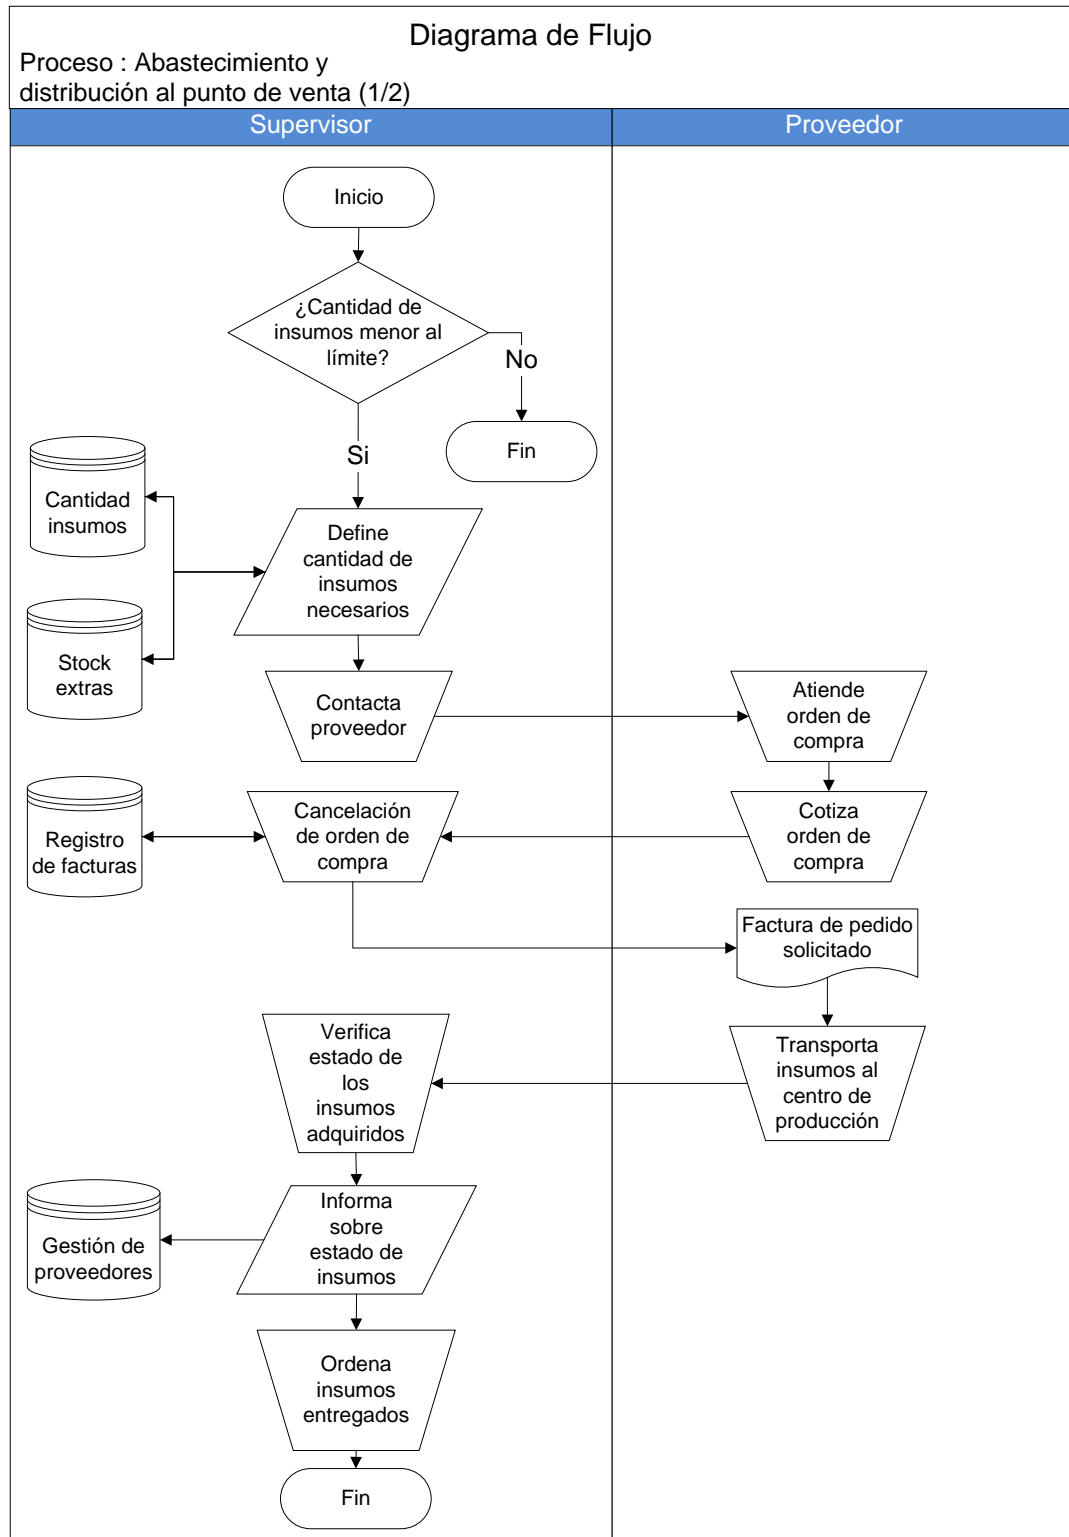 Diagrama de Flujo
Proceso : Abastecimiento y
distribución al punto de venta (1/2)
Supervisor
Proveedor
Inicio
¿Cantidad de
insumos menor al
límite?
No
Fin
Si
Cantidad
insumos
Define
cantidad de
insumos
necesarios
Stock
extras
Contacta
proveedor
Atiende
orden de
compra
Registro
de facturas
Cancelación
de orden de
compra
Cotiza
orden de
compra
Factura de pedido
solicitado
Verifica
estado de
los
insumos
adquiridos
Transporta
insumos al
centro de
producción
Gestión de
proveedores
Informa
sobre
estado de
insumos
Ordena
insumos
entregados
Fin